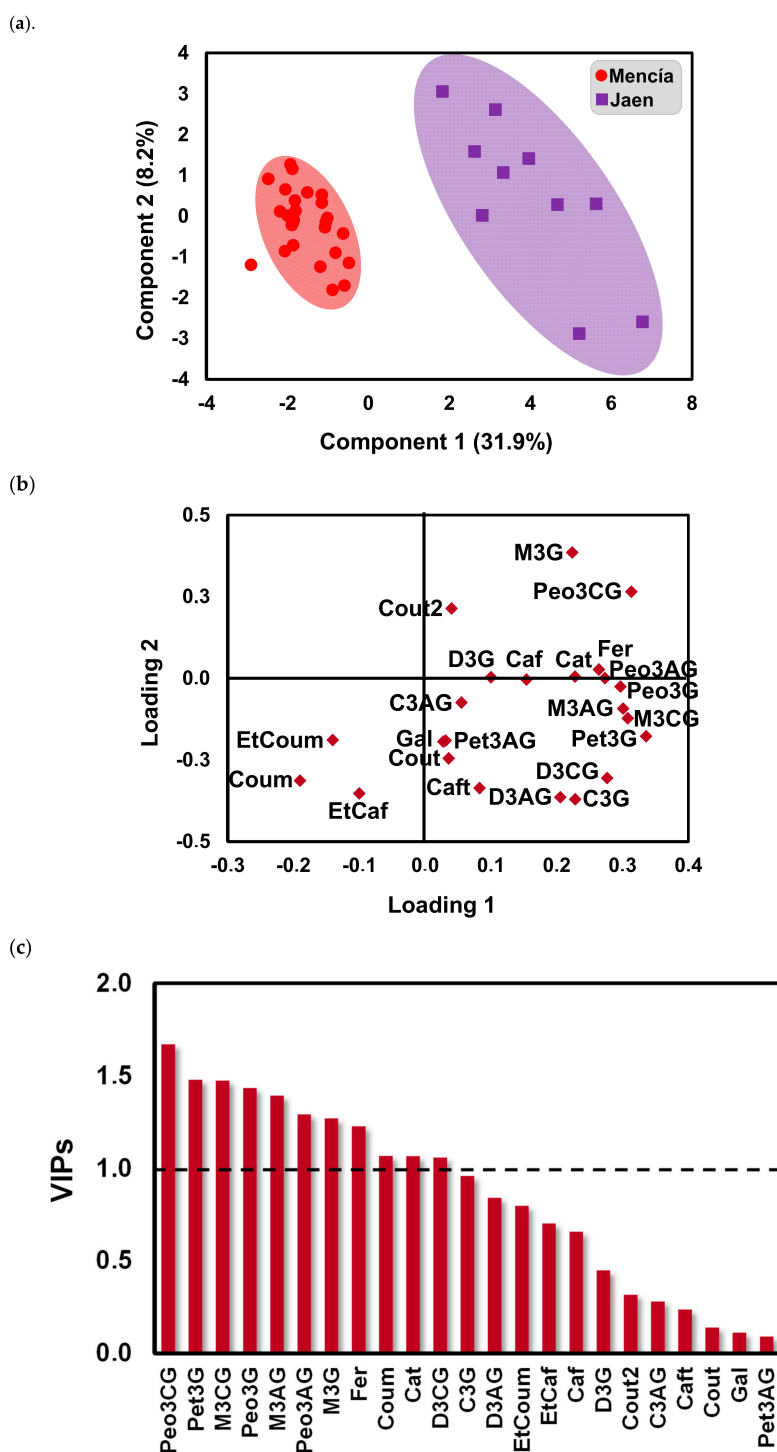 (a).
4
3
2
1
0
-1
-2
-3
-4
Component 2 (8.2%)
Mencía
Jaen
-4 -2 0 2 4 6 8
Component 1 (31.9%)
(b)
0.5
0.3
0.0
-0.3
-0.5
Loading 2
M3G
Peo3CG
Cout2
Fer
D3G Caf Cat
Peo3AG
Peo3G
C3AG
M3AG
M3CG
EtCoum
Gal Pet3AG
Pet3G
Cout
Coum
D3CG
Caft
D3AG C3G
EtCaf
-0.3 -0.2 -0.1 0.0 0.1 0.2 0.3 0.4
Loading 1
(c)
2.0
1.5
1.0
0.5
0.0
VIPs
Peo3CG
Pet3G
M3CG
Peo3G
M3AG
Peo3AG
M3G
Fer
Coum
Cat
D3CG
C3G
D3AG
EtCoum
EtCaf
Caf
D3G
Cout2
C3AG
Caft
Cout
Gal
Pet3AG